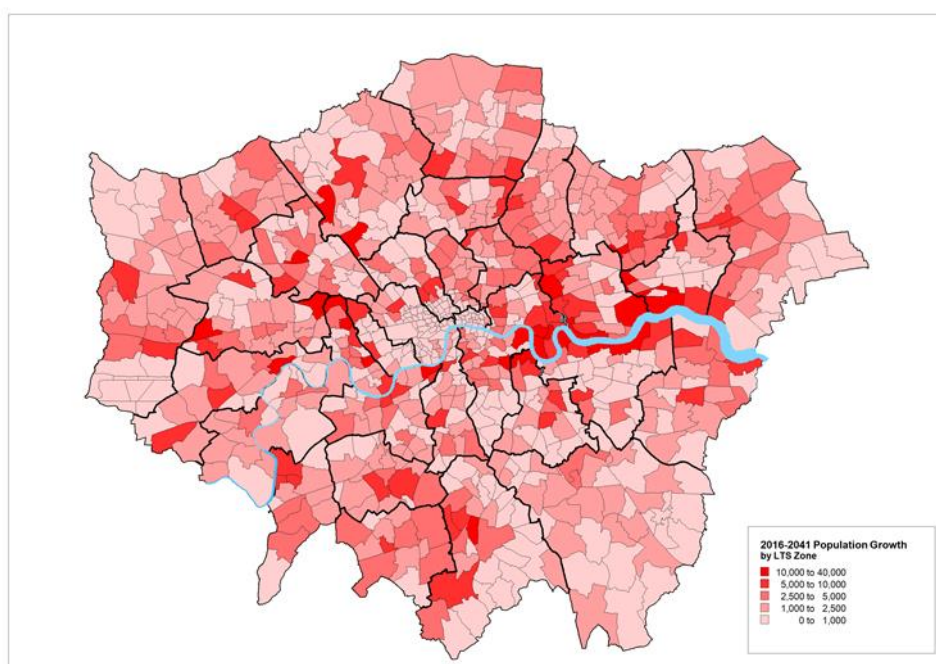 2016-2041 Population Growth
by LTS Zone
10,000 to 40,000
5,000 to 10,000
2,500 to 5,000
1,000 to 2,500
0 to 1,000